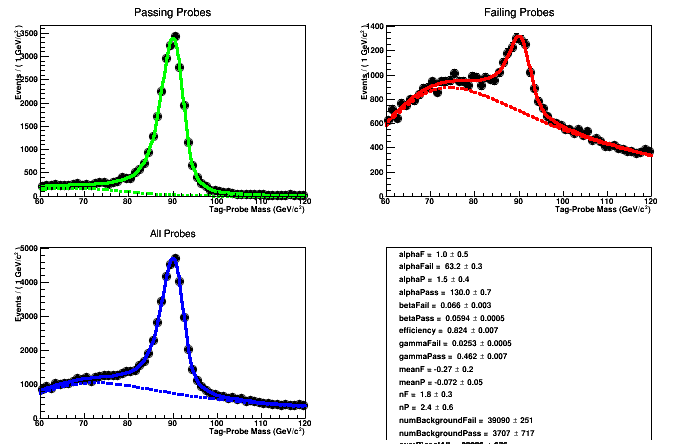 Passing Probes
Failing Probes
Events / ( 1 GeV/c² )
3500
3000
2500
2000
1500
1000
500
0
60 70 80 90 100 110 120
Tag-Probe Mass (GeV/c²)
Events / ( 1 GeV/c² )
1400
1200
1000
800
600
400
200
0
60 70 80 90 100 110 120
Tag-Probe Mass (GeV/c²)
All Probes
Events / ( 1 GeV/c² )
5000
4000
3000
2000
1000
0
60 70 80 90 100 110 120
Tag-Probe Mass (GeV/c²)
alphaF = 1.0 ± 0.5
alphaFail = 63.2 ± 0.3
alphaP = 1.5 ± 0.4
alphaPass = 130.0 ± 0.7
betaFail = 0.066 ± 0.003
betaPass = 0.0594 ± 0.0005
efficiency = 0.824 ± 0.007
gammaFail = 0.0253 ± 0.0005
gammaPass = 0.462 ± 0.007
meanF = -0.27 ± 0.2
meanP = -0.072 ± 0.05
nF = 1.8 ± 0.3
nP = 2.4 ± 0.6
numBackgroundFail = 39090 ± 251
numBackgroundPass = 3707 ± 717